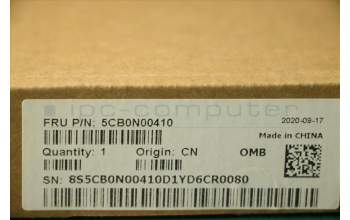 ipc-computer
FRU P/N: 5CB0N00410
2020-09-17
Made in CHINA
Quantity: 1 Origin: CN OMB
SN: 8S5CB0N00410D1YD6CR0080